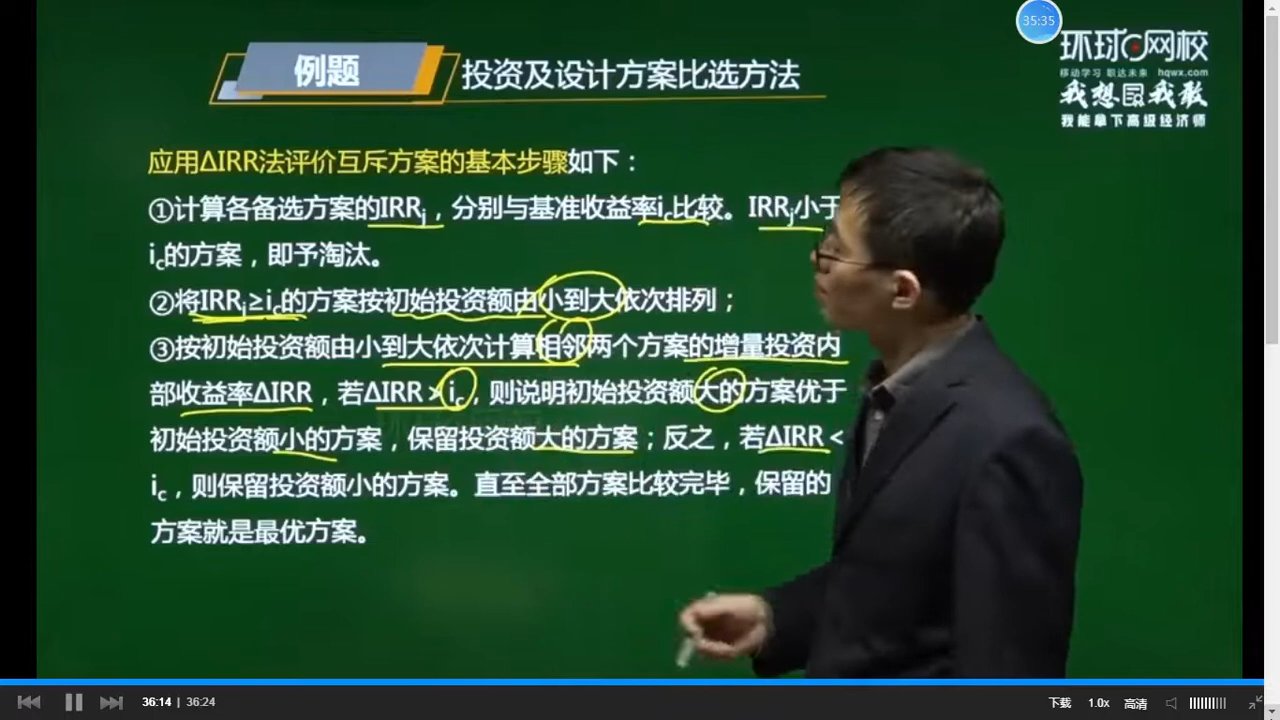 35:35
环球网校
移动学习 职达未来 hqwx.com
我想 我敢
我能拿下高级经济师
例题 投资及设计方案比选方法
应用ΔIRR法评价互斥方案的基本步骤如下：
①计算各备选方案的IRRj，分别与基准收益率ic比较。IRRj小于
ic的方案，即予淘汰。
②将IRRj≥ic的方案按初始投资额由小到大依次排列；
③按初始投资额由小到大依次计算相邻两个方案的增量投资内
部收益率ΔIRR，若ΔIRR＞ic，则说明初始投资额大的方案优于
初始投资额小的方案，保留投资额大的方案；反之，若ΔIRR＜
ic，则保留投资额小的方案。直至全部方案比较完毕，保留的
方案就是最优方案。
36:14 | 36:24 下载 1.0x 高清